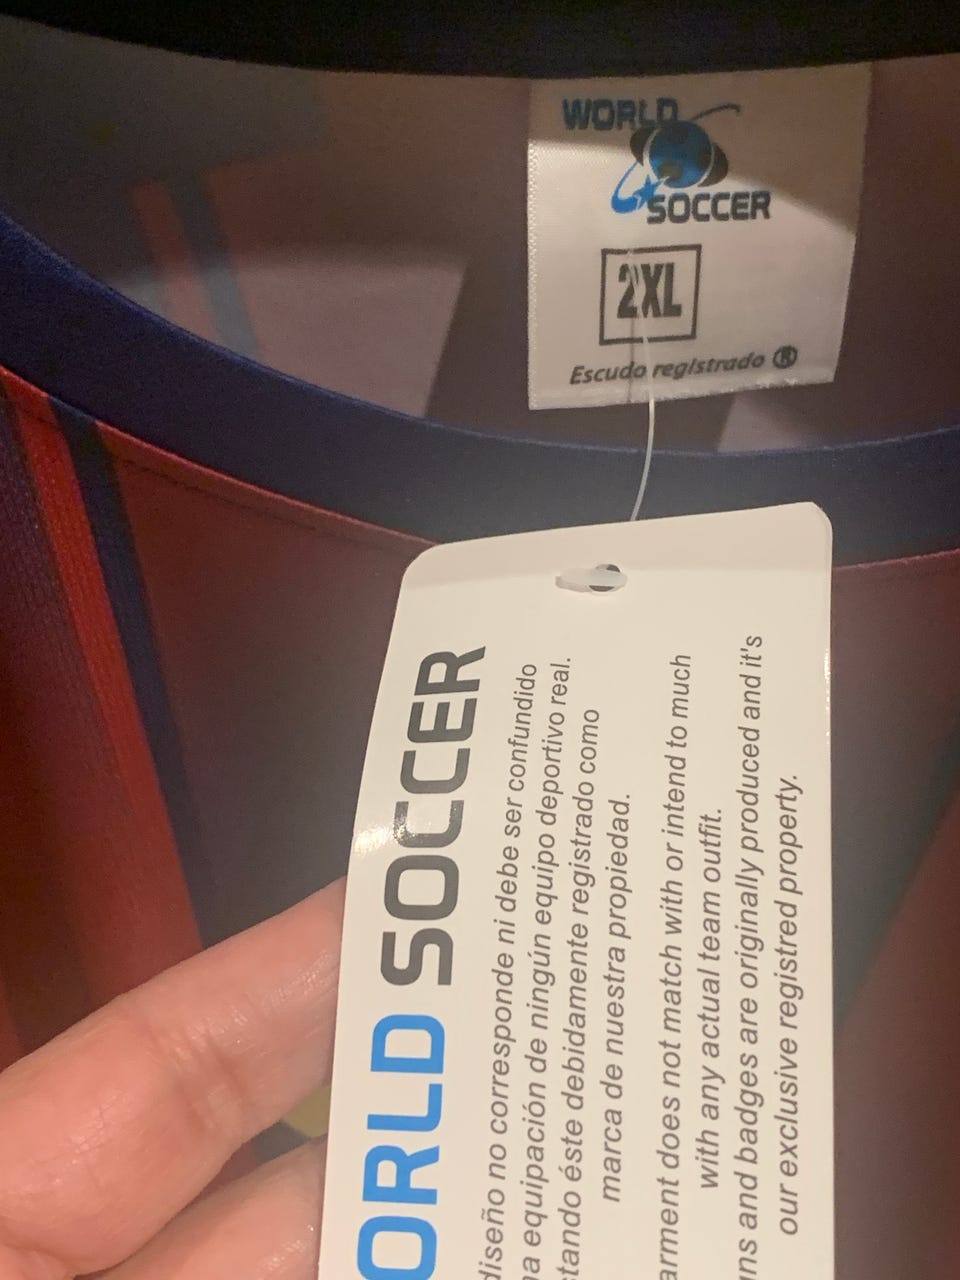 WORLD
SOCCER
2XL
Escudo registrado ®
ORLD SOCCER
diseño no corresponde ni debe ser confundido
a equipación de ningún equipo deportivo real.
tando éste debidamente registrado como
marca de nuestra propiedad.
arment does not match with or intend to much
with any actual team outfit.
ns and badges are originally produced and it's
our exclusive registred property.